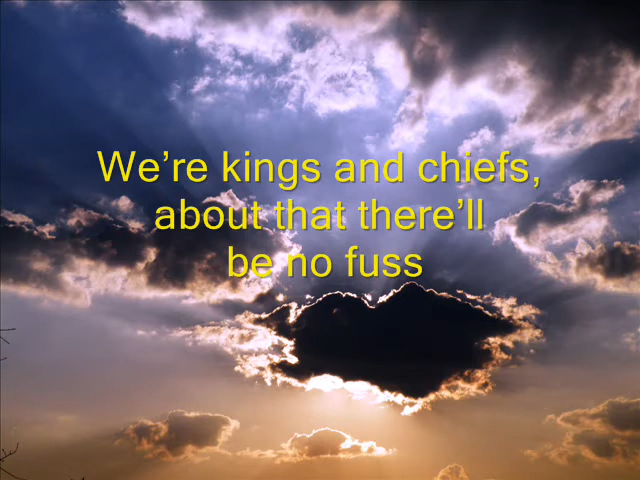 We’re kings and chiefs,
about that there’ll
be no fuss